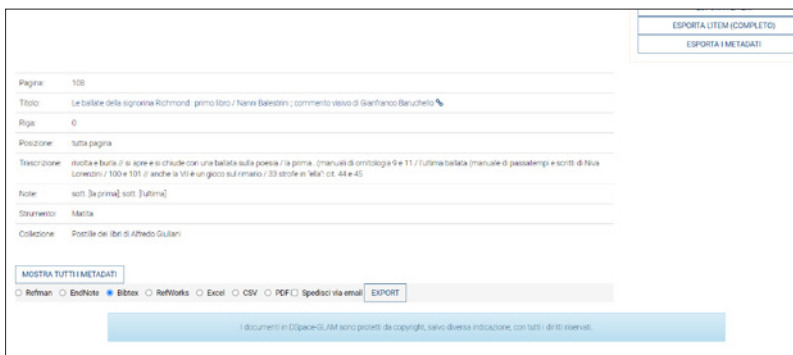 ESPORTA L'ITEM (COMPLETO)
ESPORTA I METADATI
Pagina: 108
Titolo: Le ballate della signorina Richmond : primo libro / Nanni Balestrini ; commento visivo di Gianfranco Baruchello
Riga: 0
Posizione: tutta pagina
Trascrizione: rivolta e burla // si apre e si chiude con una ballata sulla poesia / la prima.. (manuali di ornitologia 9 e 11 / l'ultima ballata (manuale di passatempi e scritti di Niva
Lorenzini / 100 e 101 // anche la VII è un gioco sul rimario / 33 strofe in "ella": cit. 44 e 45
Note: sott. [la prima]; sott. [l'ultima]
Strumento: Matita
Collezione: Postille dei libri di Alfredo Giuliani
MOSTRA TUTTI I METADATI
Refman EndNote Bibtex RefWorks Excel CSV PDF Spedisci via email EXPORT
I documenti in DSpace-GLAM sono protetti da copyright, salvo diversa indicazione, con tutti i diritti riservati.